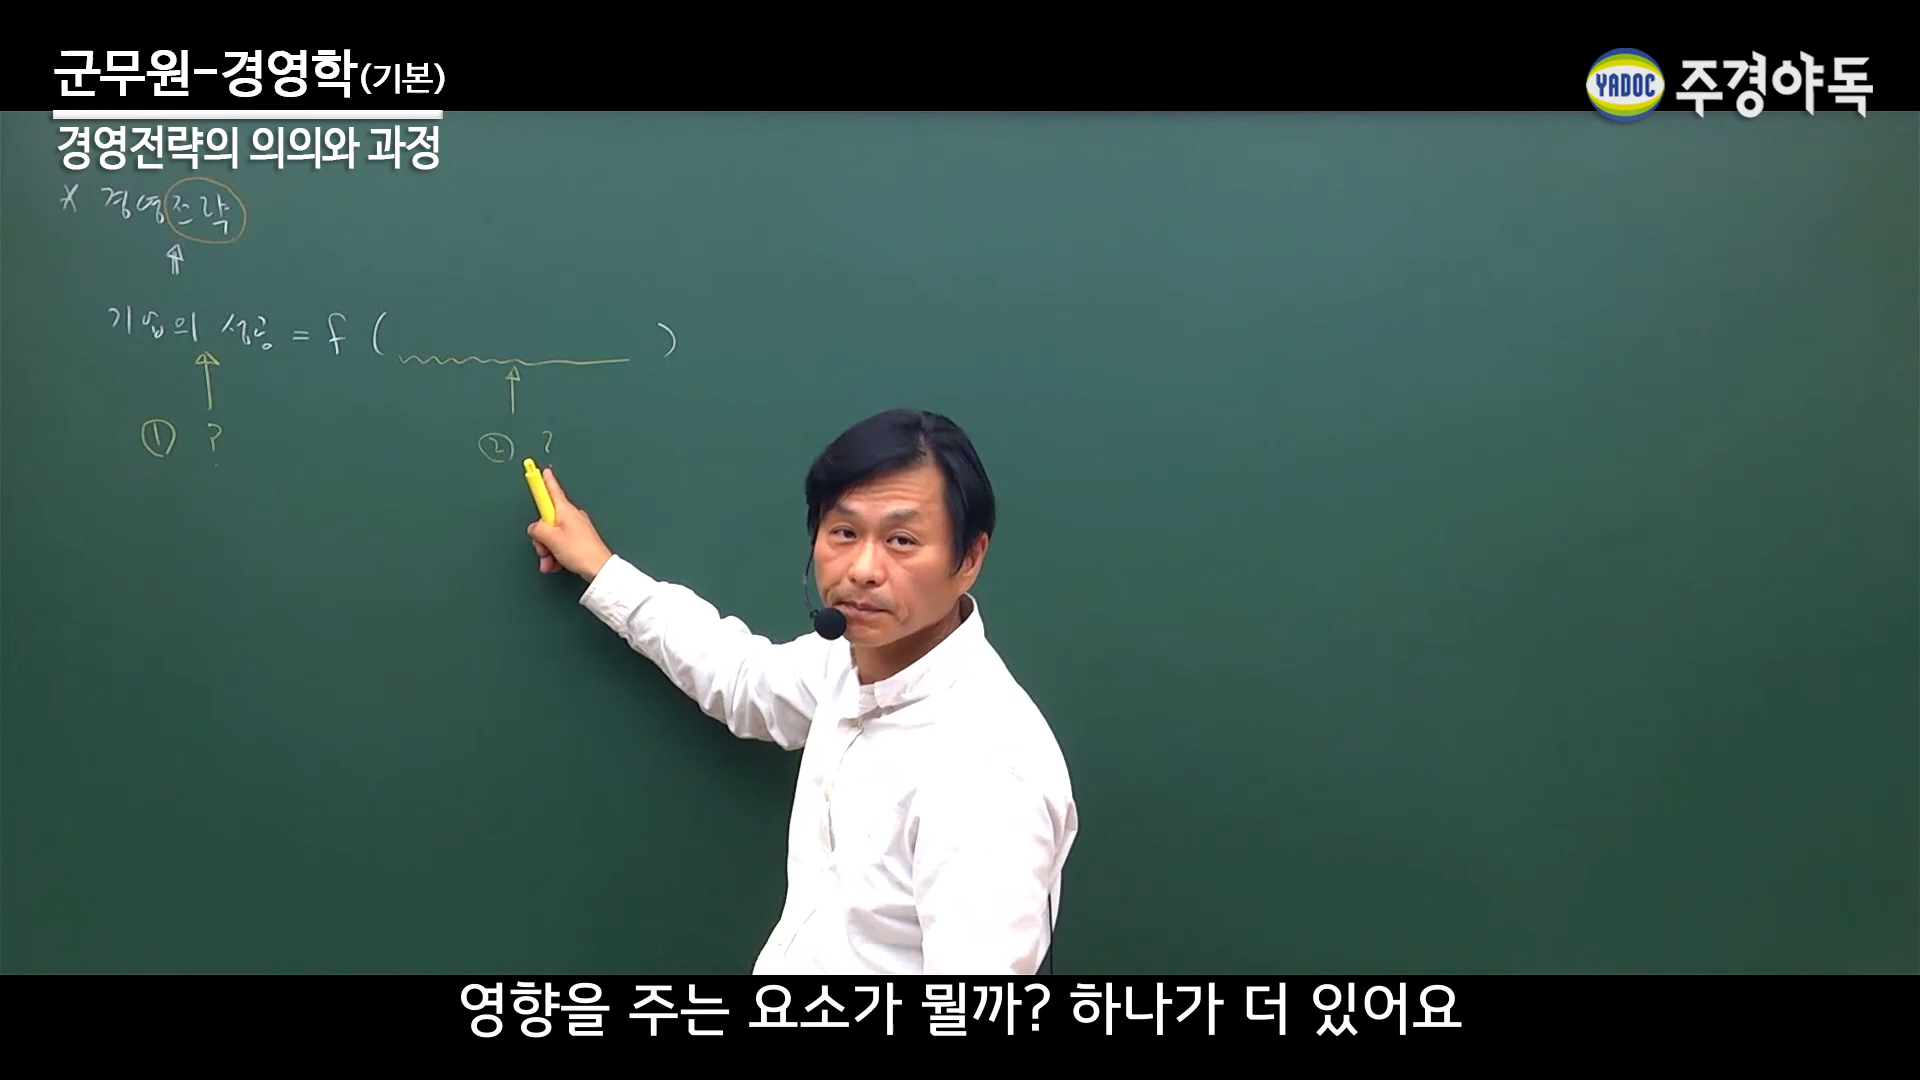 군무원-경영학(기본)
YADOC 주경야독
경영전략의 의의와 과정
* 경영전략
기업의 성공 = f ( )
① ?
② ?
영향을 주는 요소가 뭘까? 하나가 더 있어요